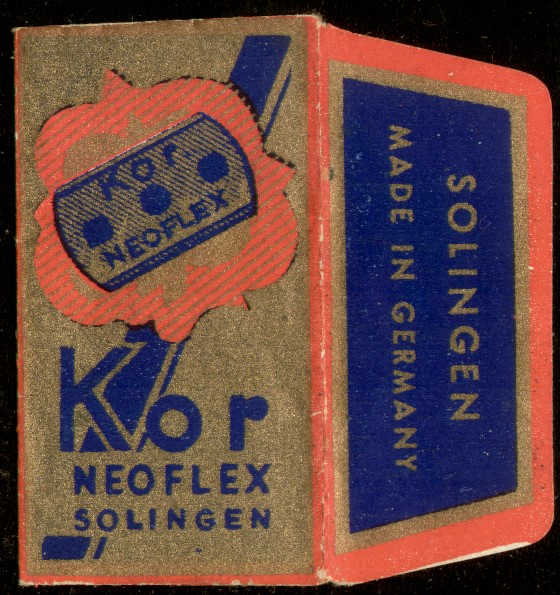 Kor
NEOFLEX
Kor
NEOFLEX
SOLINGEN
SOLINGEN
MADE IN GERMANY